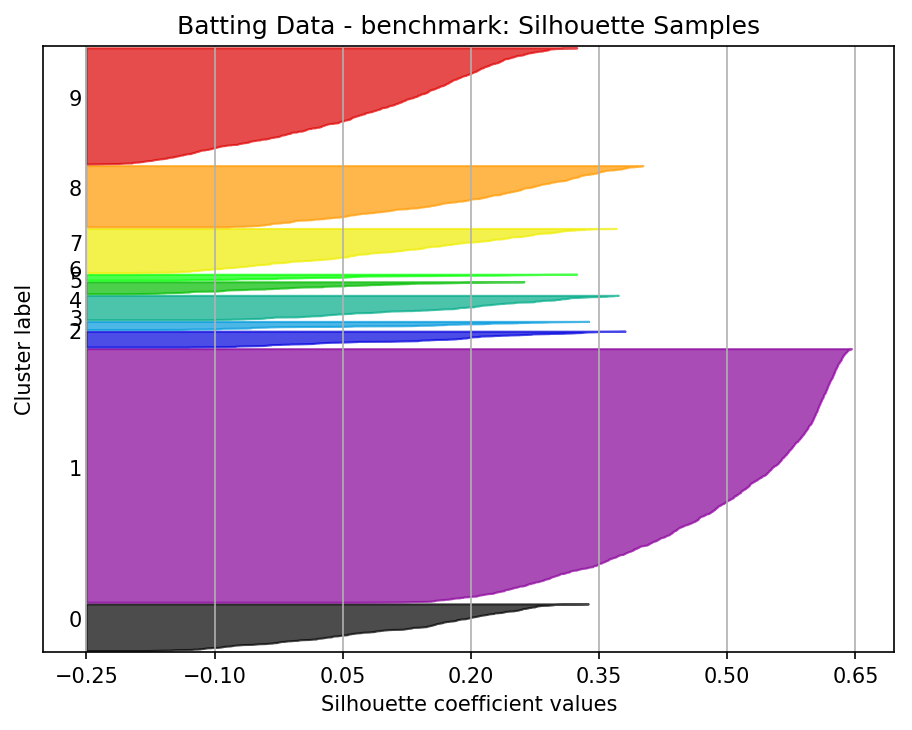 Batting Data - benchmark: Silhouette Samples
Cluster label
9
8
7
6
5
4
3
2
1
0
−0.25 −0.10 0.05 0.20 0.35 0.50 0.65
Silhouette coefficient values